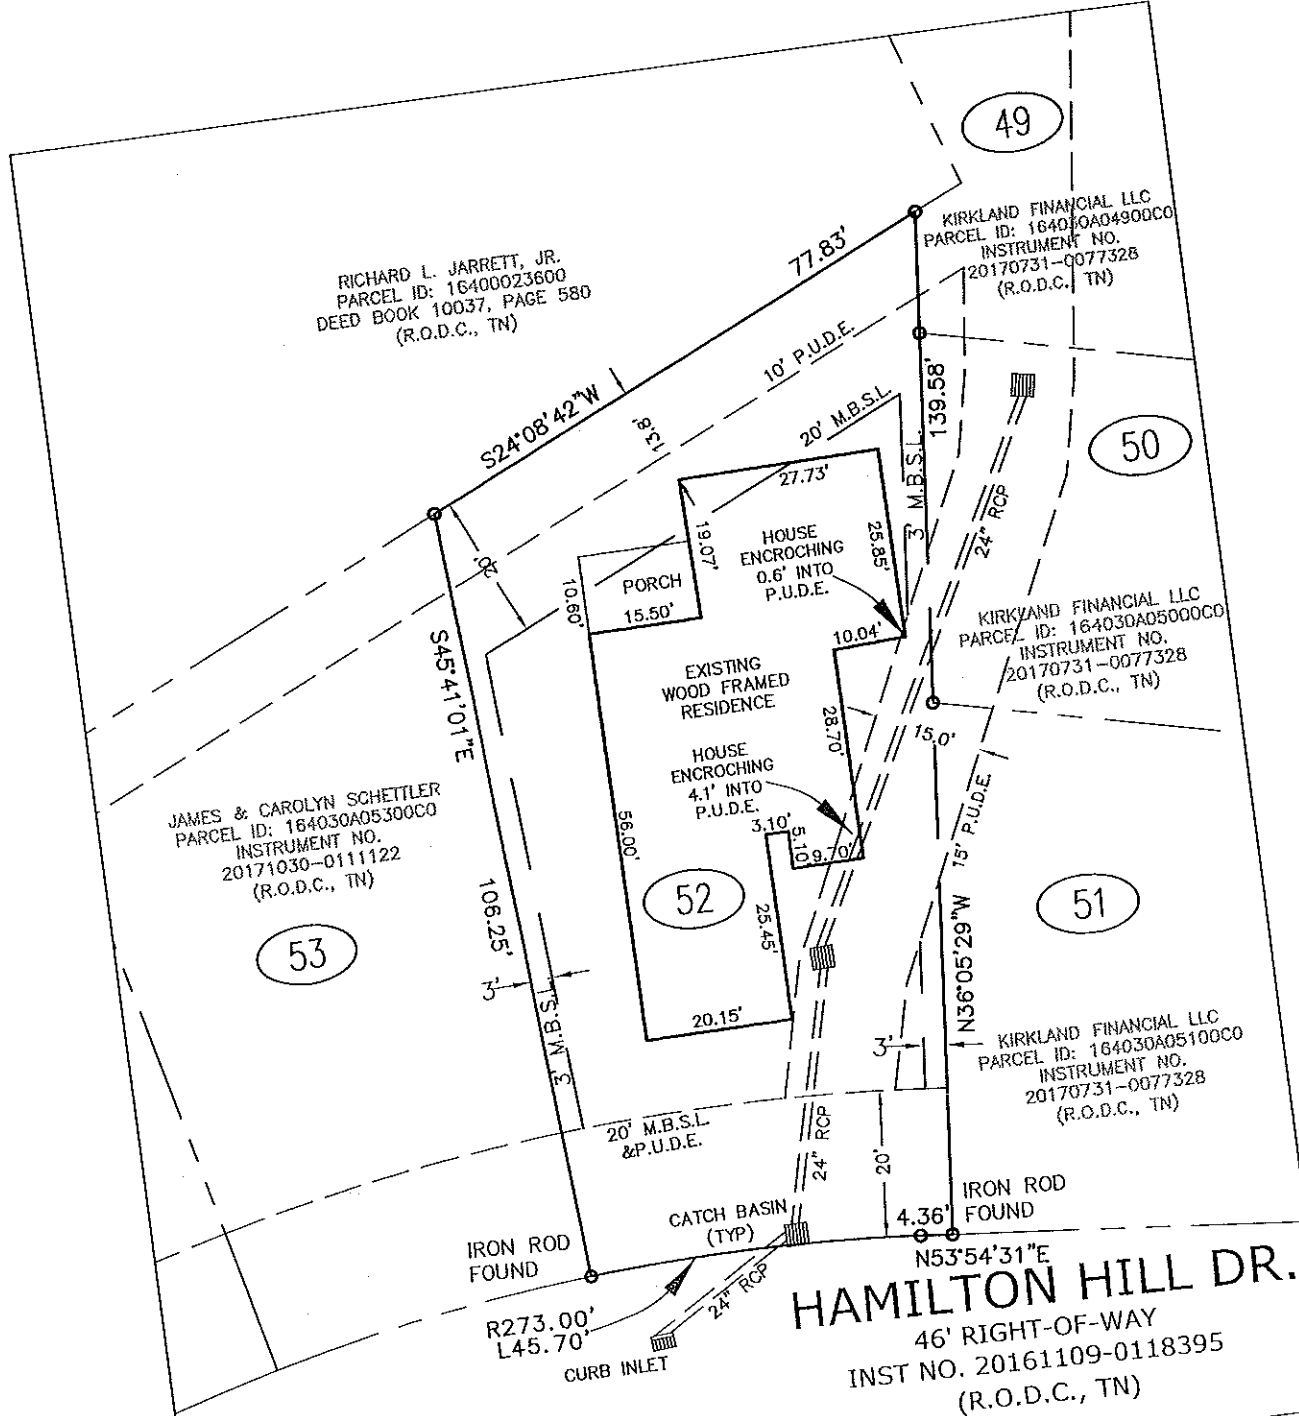 49
KIRKLAND FINANCIAL LLC
PARCEL ID: 164030A04900C0
INSTRUMENT NO.
20170731-0077328
(R.O.D.C., TN)
RICHARD L. JARRETT, JR.
PARCEL ID: 16400023600
DEED BOOK 10037, PAGE 580
(R.O.D.C., TN)
77.83'
S24°08'42"W
10' P.U.D.E.
13.8'
20' M.B.S.L.
139.58'
3' M.B.S.L.
50
24" RCP
27.73'
19.07'
25.85'
HOUSE
ENCROCHING
0.6' INTO
P.U.D.E.
20'
10.60'
PORCH
15.50'
10.04'
KIRKLAND FINANCIAL LLC
PARCEL ID: 164030A05000C0
INSTRUMENT NO.
20170731-0077328
(R.O.D.C., TN)
S45°41'01"E
EXISTING
WOOD FRAMED
RESIDENCE
28.70'
15.0'
HOUSE
ENCROCHING
4.1' INTO
P.U.D.E.
15' P.U.D.E.
JAMES & CAROLYN SCHETTLER
PARCEL ID: 164030A05300C0
INSTRUMENT NO.
20171030-0111122
(R.O.D.C., TN)
56.00'
3.10'
5.10'
9.70'
106.25'
52
25.45'
51
53
3'
3' M.B.S.L.
20.15'
N36°05'29"W
3'
KIRKLAND FINANCIAL LLC
PARCEL ID: 164030A05100C0
INSTRUMENT NO.
20170731-0077328
(R.O.D.C., TN)
20' M.B.S.L.
&P.U.D.E.
24" RCP
20'
CATCH BASIN
(TYP)
4.36'
IRON ROD
FOUND
IRON ROD
FOUND
N53°54'31"E
24" RCP
R273.00'
L45.70'
CURB INLET
HAMILTON HILL DR.
46' RIGHT-OF-WAY
INST NO. 20161109-0118395
(R.O.D.C., TN)